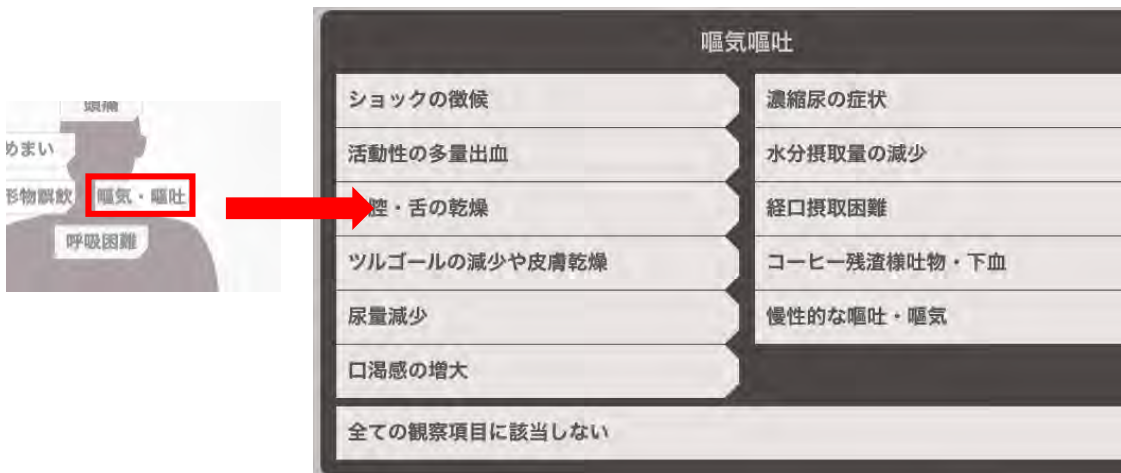 頭痛
めまい
形物誤飲
嘔気・嘔吐
呼吸困難
嘔気嘔吐
ショックの徴候
活動性の多量出血
腔・舌の乾燥
ツルゴールの減少や皮膚乾燥
尿量減少
口渇感の増大
濃縮尿の症状
水分摂取量の減少
経口摂取困難
コーヒー残渣様吐物・下血
慢性的な嘔吐・嘔気
全ての観察項目に該当しない